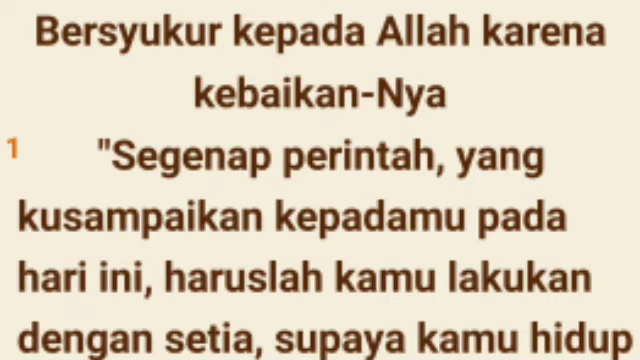 Bersyukur kepada Allah karena
kebaikan-Nya
1 "Segenap perintah, yang
kusampaikan kepadamu pada
hari ini, haruslah kamu lakukan
dengan setia, supaya kamu hidup